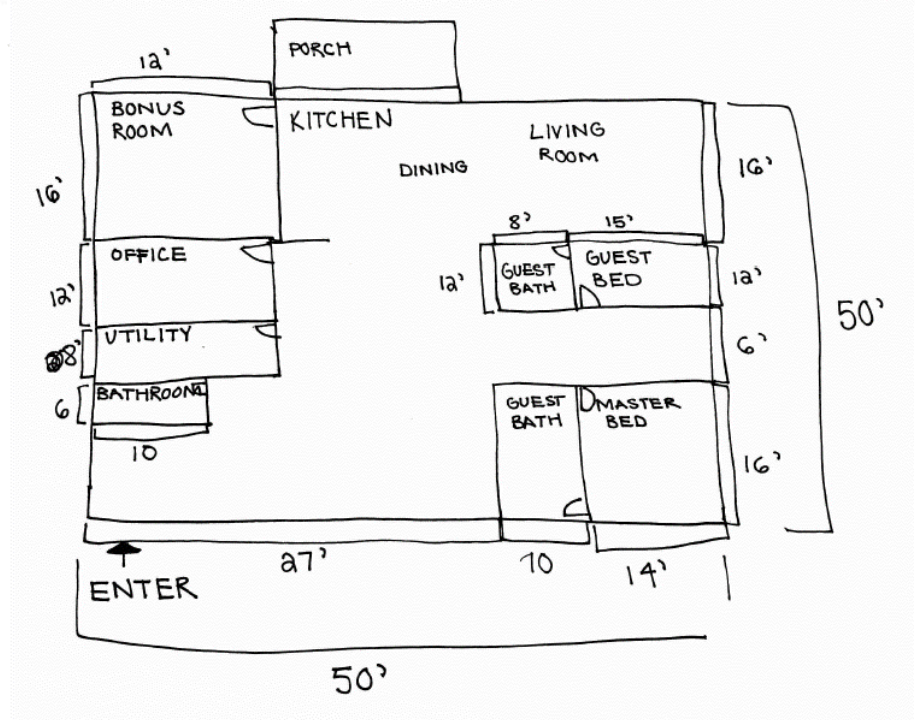 PORCH
12'
BONUS
ROOM
KITCHEN
LIVING
ROOM
DINING
16'
16'
8'
15'
OFFICE
GUEST
BATH
GUEST
BED
12'
12'
12'
50'
UTILITY
8'
6'
BATHROOM
6
GUEST
BATH
MASTER
BED
10
16'
27'
10
14'
ENTER
50'